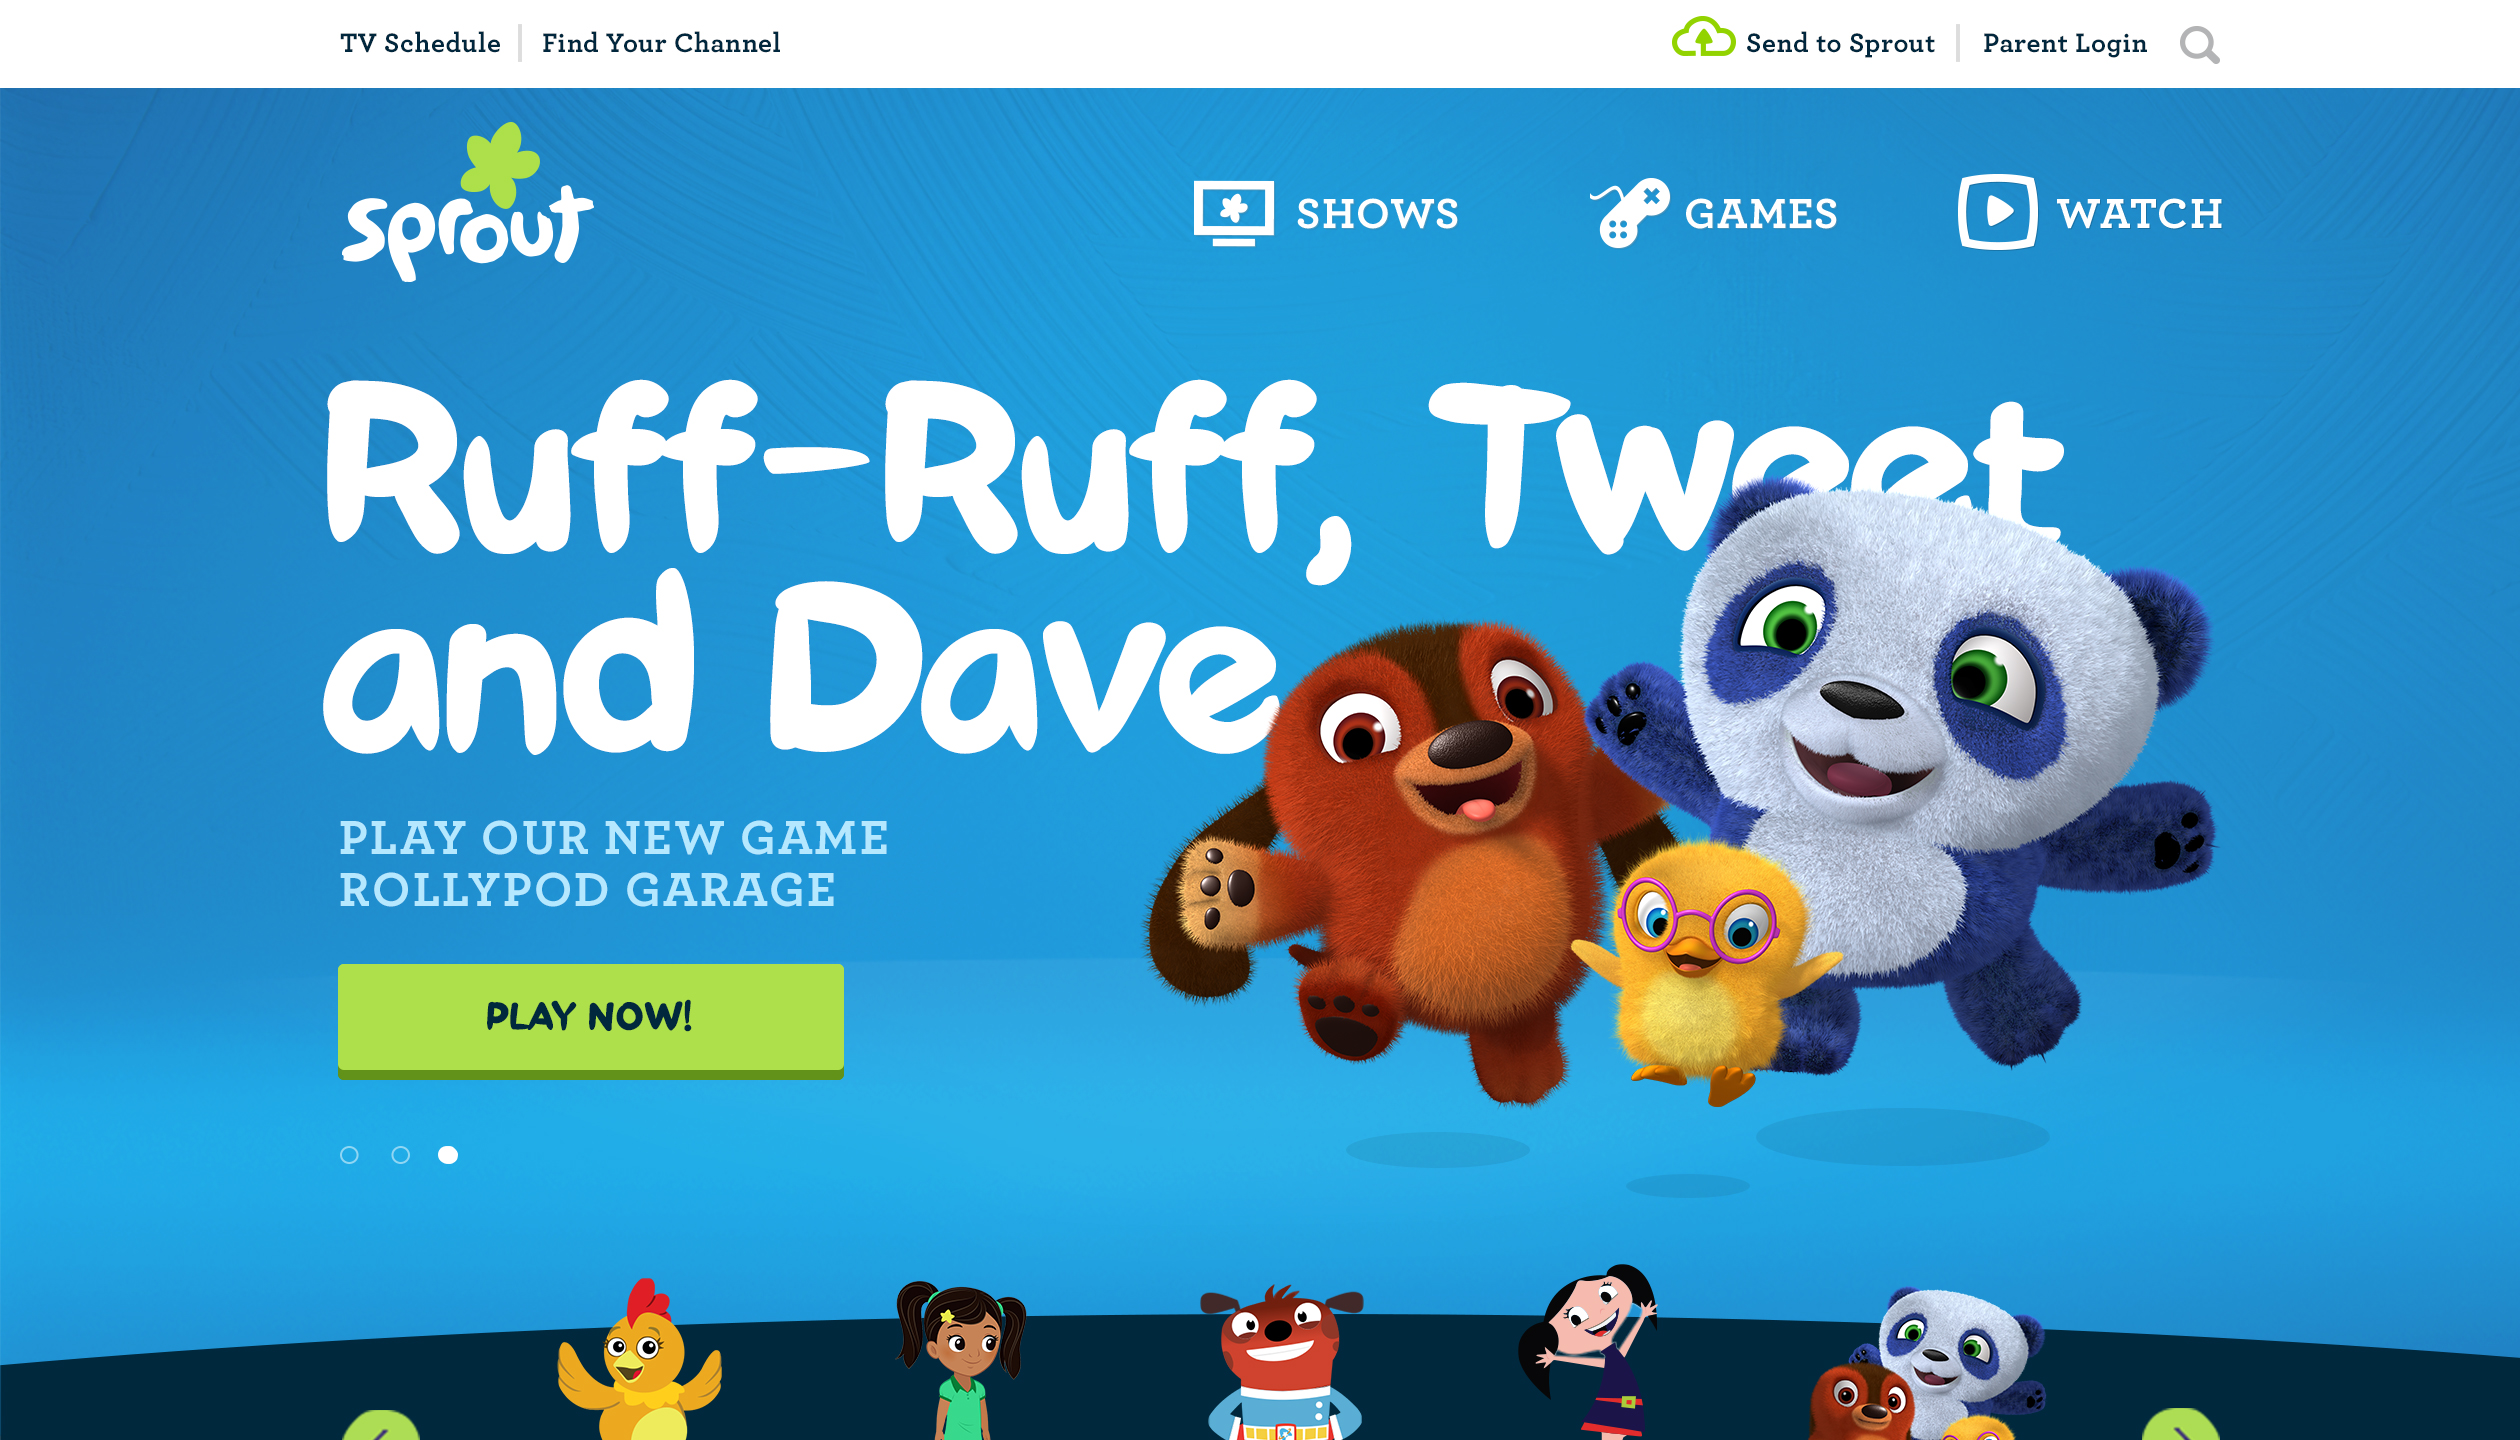 TV Schedule
Find Your Channel
Send to Sprout
Parent Login
sprout
SHOWS
GAMES
WATCH
Ruff-Ruff, Tweet
and Dave
PLAY OUR NEW GAME
ROLLYPOD GARAGE
PLAY NOW!